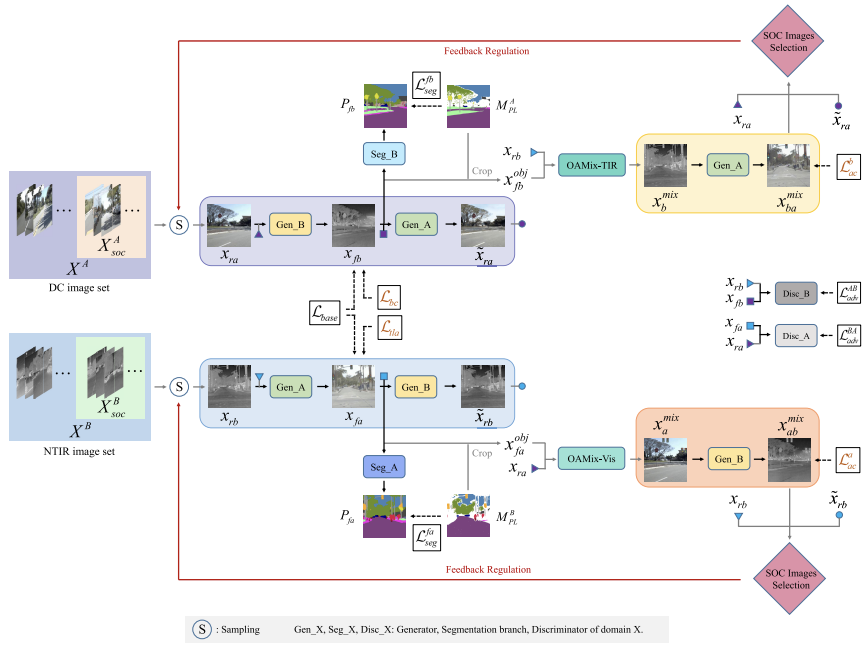 SOC Images
Selection
Feedback Regulation
P_{fb}
\mathcal{L}_{seg}^{fb}
M_{PL}^{A}
x_{ra}
\tilde{x}_{ra}
Seg_B
Crop
x_{rb}
x_{fb}^{obj}
OAMix-TIR
Gen_A
\mathcal{L}_{ac}^{b}
x_{b}^{mix}
x_{ba}^{mix}
...
...
X_{soc}^{A}
X^{A}
DC image set
S
Gen_B
Gen_A
x_{ra}
x_{fb}
\tilde{x}_{ra}
\mathcal{L}_{base}
\mathcal{L}_{bc}
\mathcal{L}_{tla}
x_{rb}
x_{fb}
Disc_B
\mathcal{L}_{adv}^{AB}
x_{fa}
x_{ra}
Disc_A
\mathcal{L}_{adv}^{BA}
...
...
X_{soc}^{B}
X^{B}
NTIR image set
S
Gen_A
Gen_B
x_{rb}
x_{fa}
\tilde{x}_{rb}
x_{a}^{mix}
x_{ab}^{mix}
Seg_A
Crop
x_{fa}^{obj}
x_{ra}
OAMix-Vis
Gen_B
\mathcal{L}_{ac}^{a}
P_{fa}
\mathcal{L}_{seg}^{fa}
M_{PL}^{B}
x_{rb}
\tilde{x}_{rb}
Feedback Regulation
SOC Images
Selection
S : Sampling Gen_X, Seg_X, Disc_X: Generator, Segmentation branch, Discriminator of domain X.